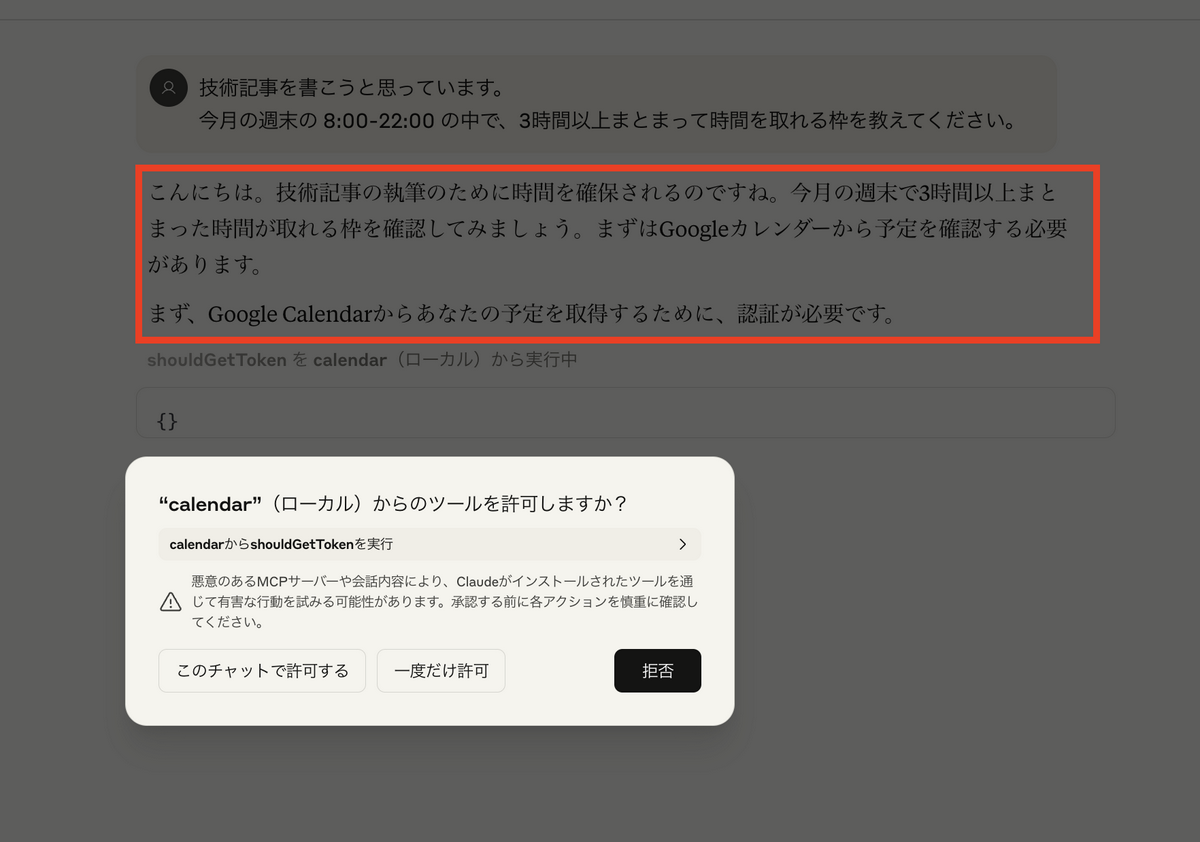 技術記事を書こうと思っています。
今月の週末の 8:00-22:00 の中で、3時間以上まとまって時間を取れる枠を教えてください。
こんにちは。技術記事の執筆のために時間を確保されるのですね。今月の週末で3時間以上まと
まった時間が取れる枠を確認してみましょう。まずはGoogleカレンダーから予定を確認する必要
があります。
まず、Google Calendarからあなたの予定を取得するために、認証が必要です。
shouldGetToken を calendar（ローカル）から実行中
{}
“calendar”（ローカル）からのツールを許可しますか？
calendarからshouldGetTokenを実行
悪意のあるMCPサーバーや会話内容により、Claudeがインストールされたツールを通
じて有害な行動を試みる可能性があります。承認する前に各アクションを慎重に確認し
てください。
このチャットで許可する
一度だけ許可
拒否